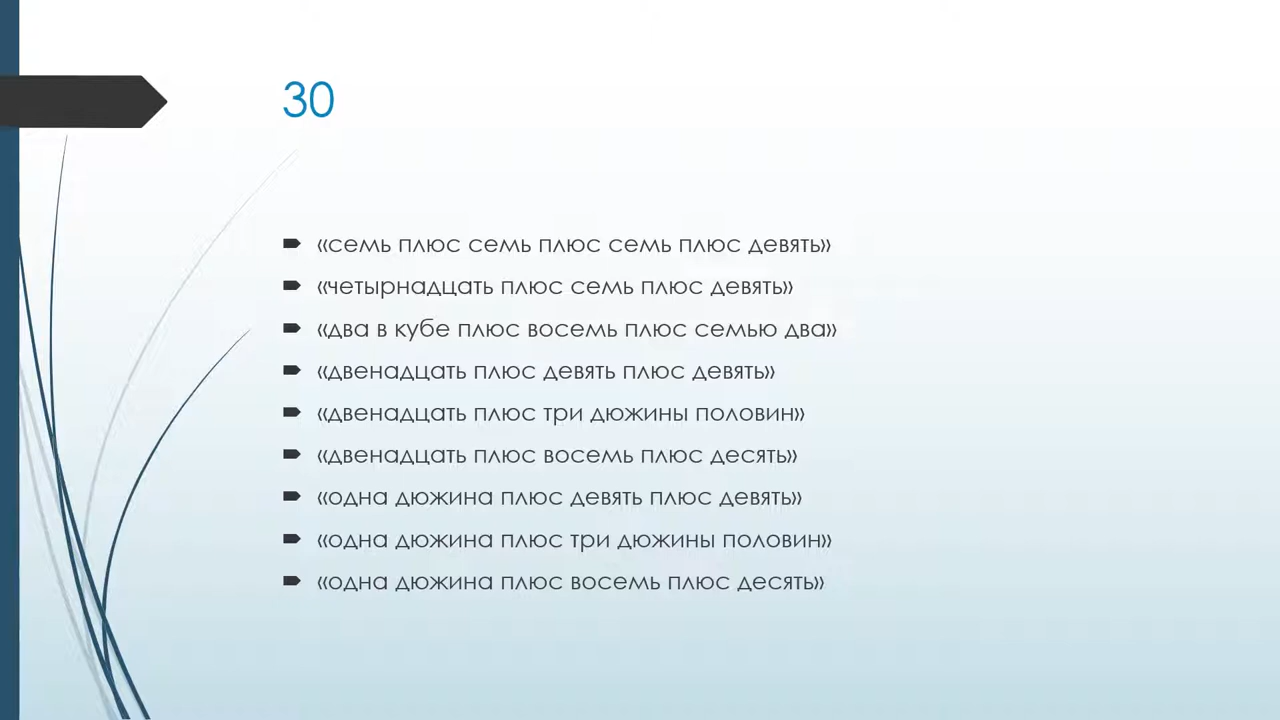 30
«семь плюс семь плюс семь плюс девять»
«четырнадцать плюс семь плюс девять»
«два в кубе плюс восемь плюс семью два»
«двенадцать плюс девять плюс девять»
«двенадцать плюс три дюжины половин»
«двенадцать плюс восемь плюс десять»
«одна дюжина плюс девять плюс девять»
«одна дюжина плюс три дюжины половин»
«одна дюжина плюс восемь плюс десять»